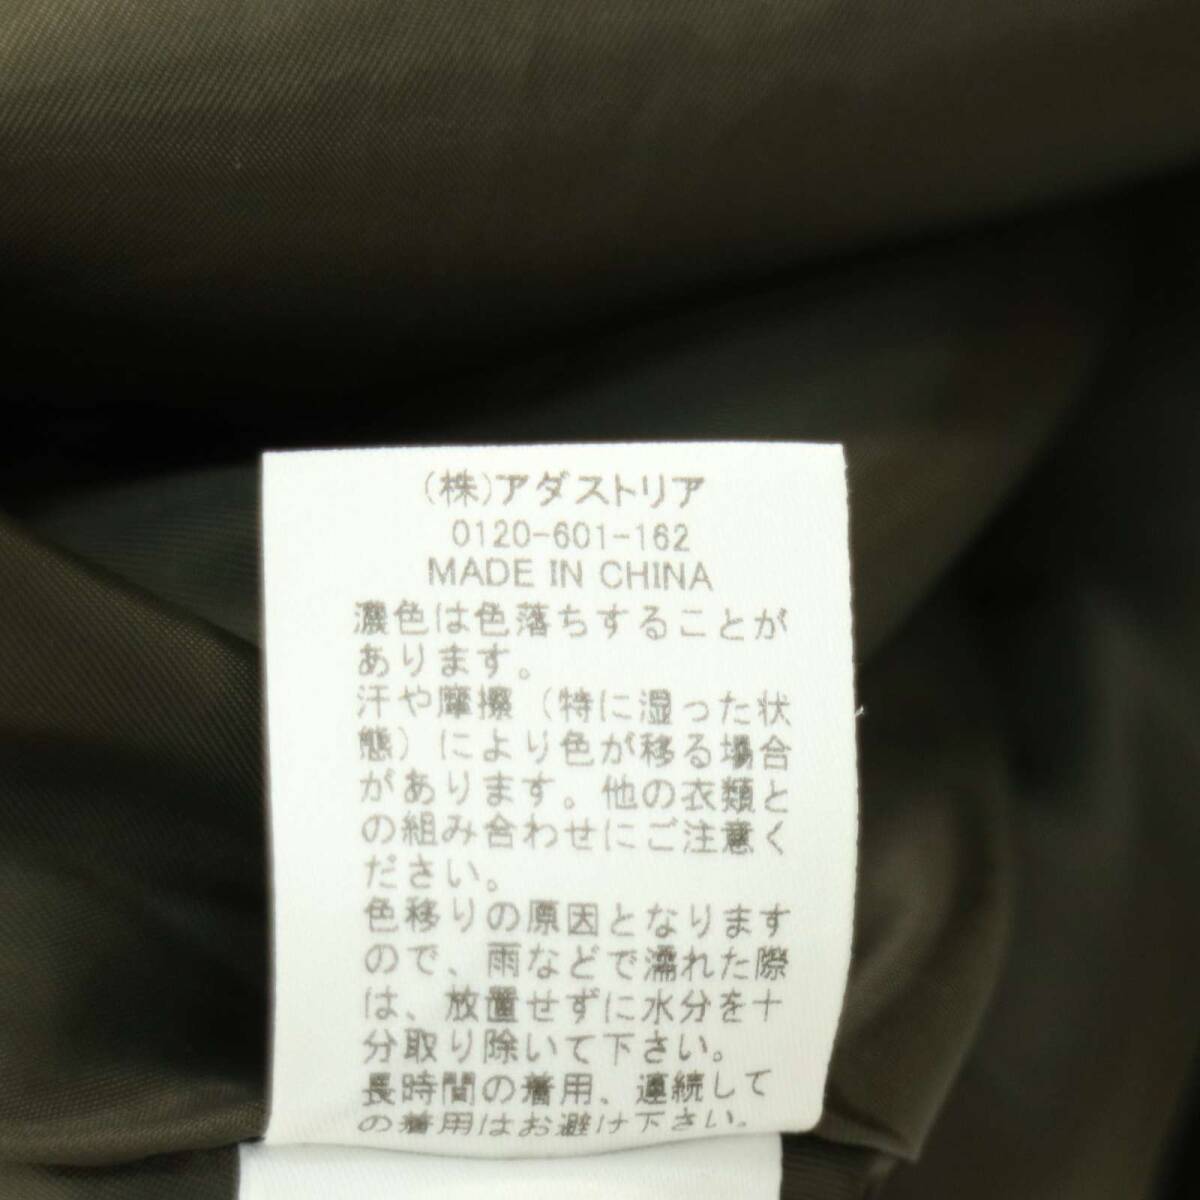 (株)アダストリア
0120-601-162
MADE IN CHINA
濃色は色落ちすることが
あります。
汗や摩擦（特に湿った状
態）により色が移る場合
があります。他の衣類と
の組み合わせにご注意く
ださい。
色移りの原因となります
ので、雨などで濡れた際
は、放置せずに水分を十
分取り除いて下さい。
長時間の着用、連続して
の着用はお避け下さい。